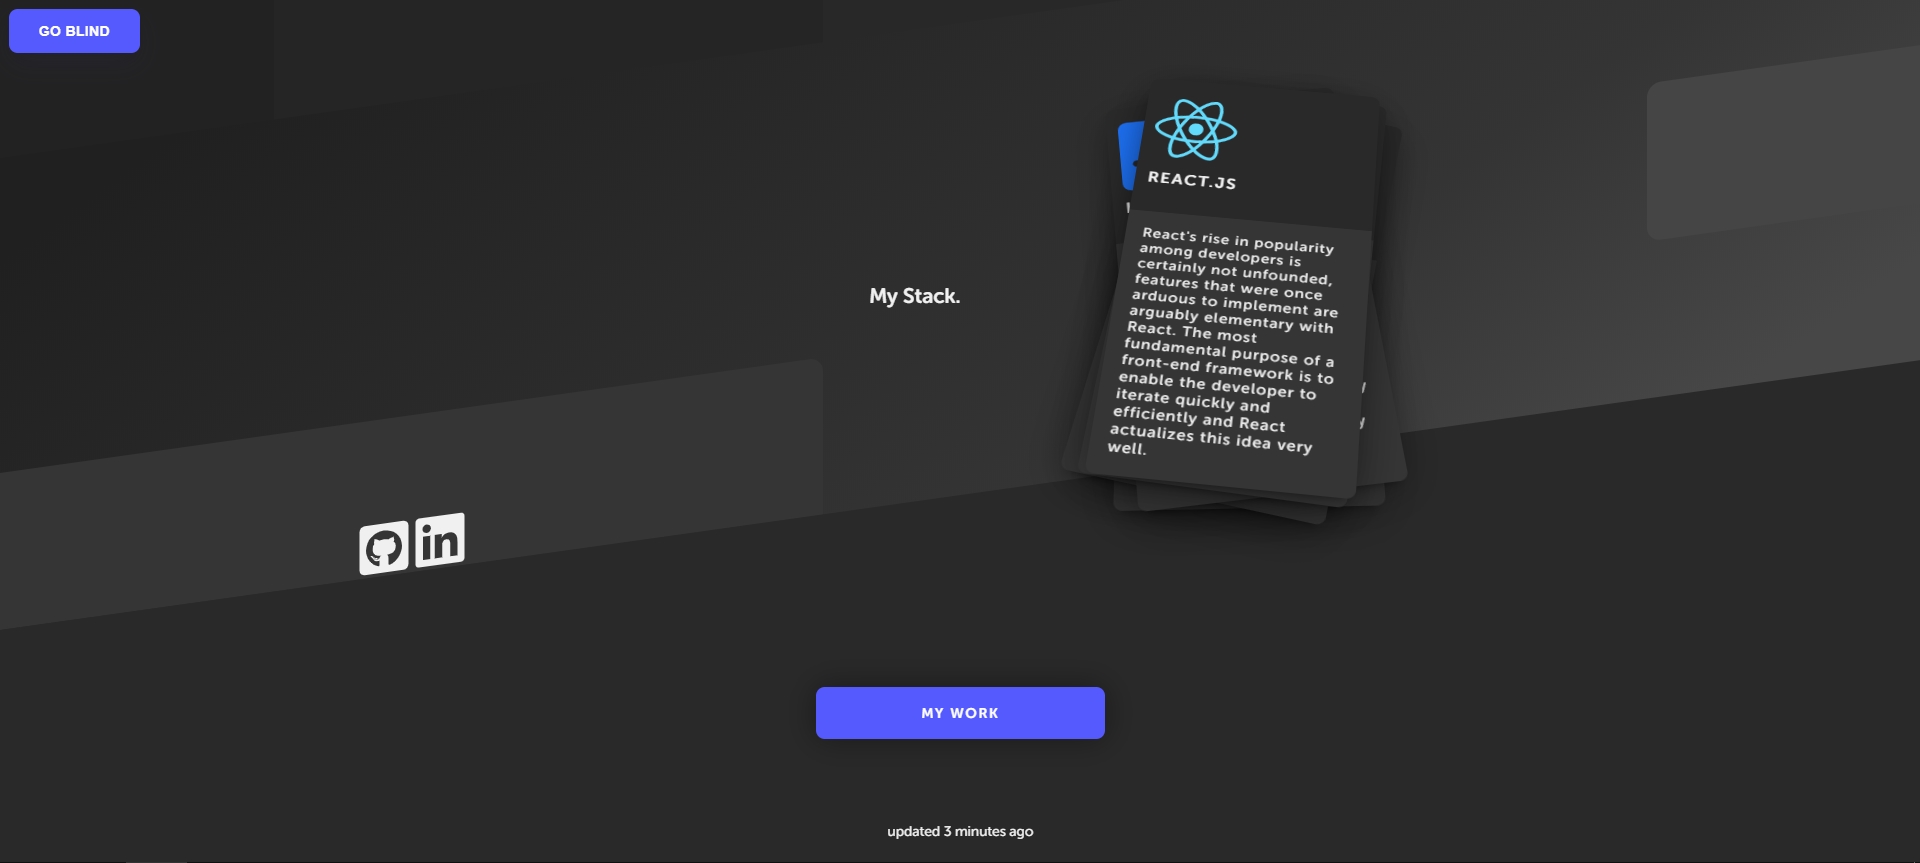 GO BLIND
REACT.JS
React's rise in popularity
among developers is
certainly not unfounded,
features that were once
arduous to implement are
arguably elementary with
React. The most
fundamental purpose of a
front-end framework is to
enable the developer to
iterate quickly and
efficiently and React
actualizes this idea very
well.
My Stack.
in
MY WORK
updated 3 minutes ago